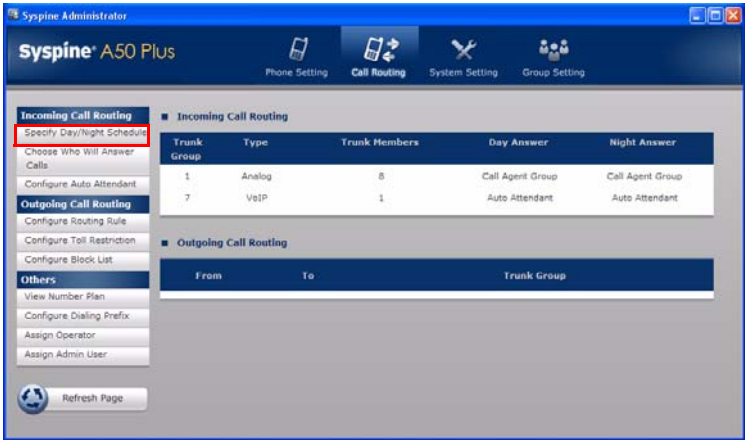 Syspine Administrator
Syspine® A50 Plus
Phone Setting
Call Routing
System Setting
Group Setting
Incoming Call Routing
Specify Day/Night Schedule
Choose Who Will Answer
Calls
Configure Auto Attendant
Outgoing Call Routing
Configure Routing Rule
Configure Toll Restriction
Configure Block List
Others
View Number Plan
Configure Dialing Prefix
Assign Operator
Assign Admin User
Refresh Page
Incoming Call Routing
Trunk Group Type Trunk Members Day Answer Night Answer
1 Analog 8 Call Agent Group Call Agent Group
7 VoIP 1 Auto Attendant Auto Attendant
Outgoing Call Routing
From To Trunk Group